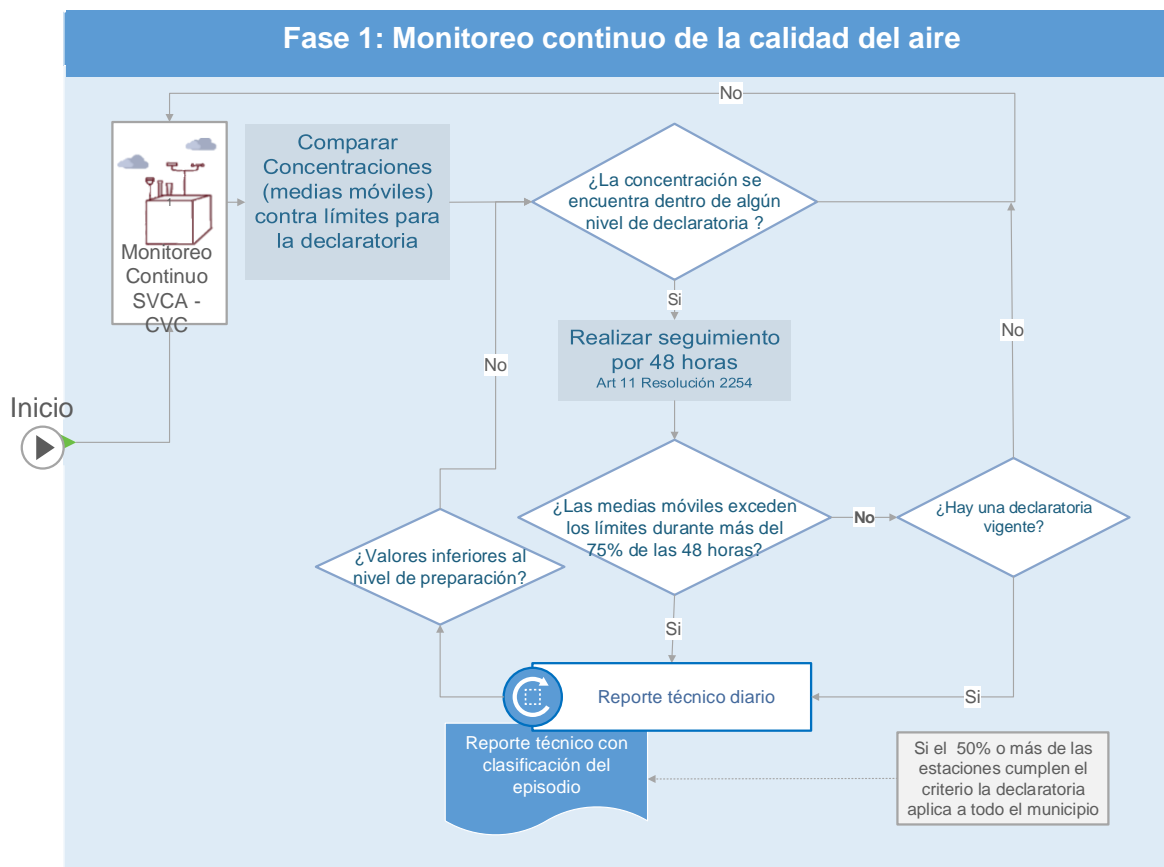 Fase 1: Monitoreo continuo de la calidad del aire
No
Comparar
Concentraciones
(medias móviles)
contra límites para
la declaratoria
¿La concentración se
encuentra dentro de algún
nivel de declaratoria ?
Monitoreo
Continuo
SVCA -
CVC
Si
No
Realizar seguimiento
por 48 horas
Art 11 Resolución 2254
No
Inicio
¿Las medias móviles exceden
los límites durante más del
75% de las 48 horas?
No
¿Hay una declaratoria
vigente?
¿Valores inferiores al
nivel de preparación?
Si
Reporte técnico diario
Si
Reporte técnico con
clasificación del
episodio
Si el 50% o más de las
estaciones cumplen el
criterio la declaratoria
aplica a todo el municipio